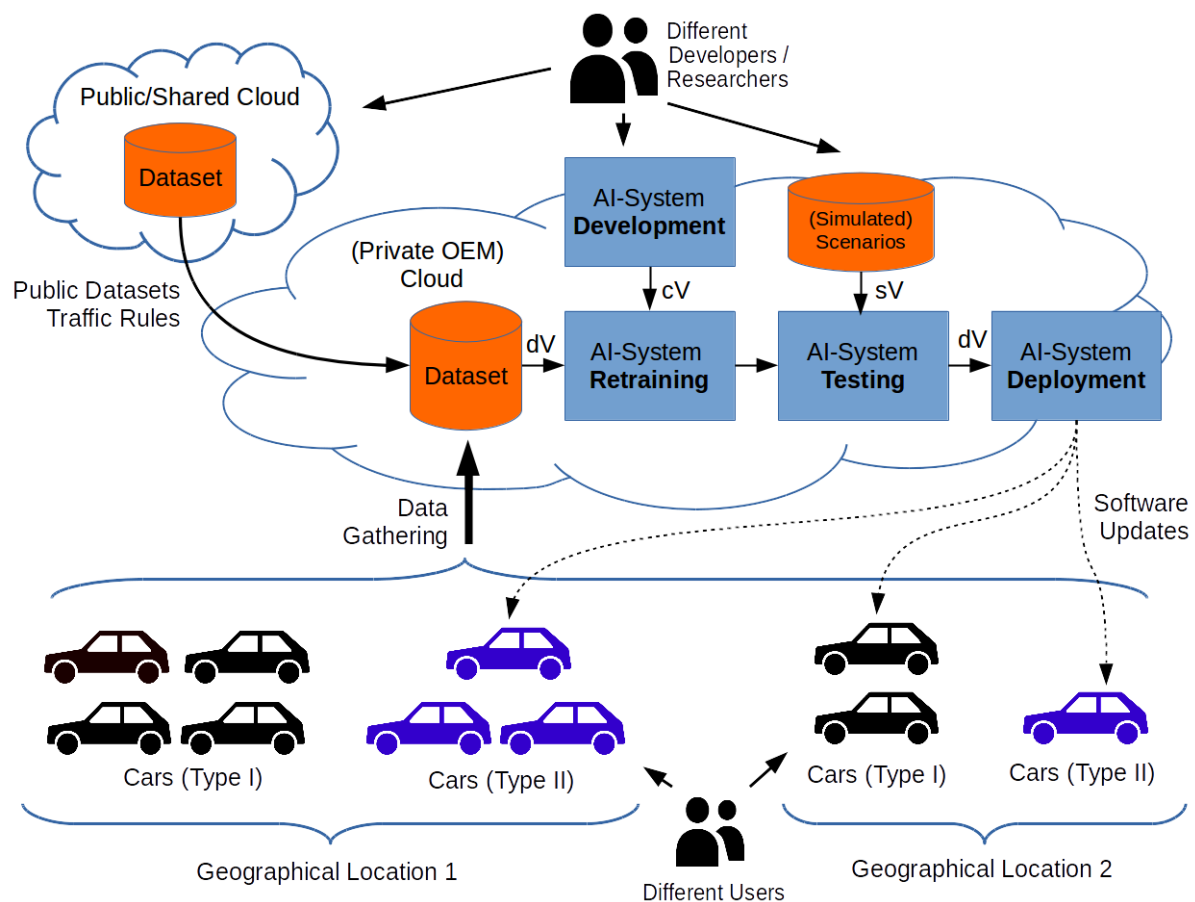 Different
Developers /
Researchers
Public/Shared Cloud
Dataset
AI-System
Development
(Simulated)
Scenarios
(Private OEM)
Cloud
Public Datasets
Traffic Rules
cV
sV
Dataset
dV
AI-System
Retraining
AI-System
Testing
dV
AI-System
Deployment
Data
Gathering
Software
Updates
Cars (Type I)
Cars (Type II)
Cars (Type I)
Cars (Type II)
Geographical Location 1
Geographical Location 2
Different Users